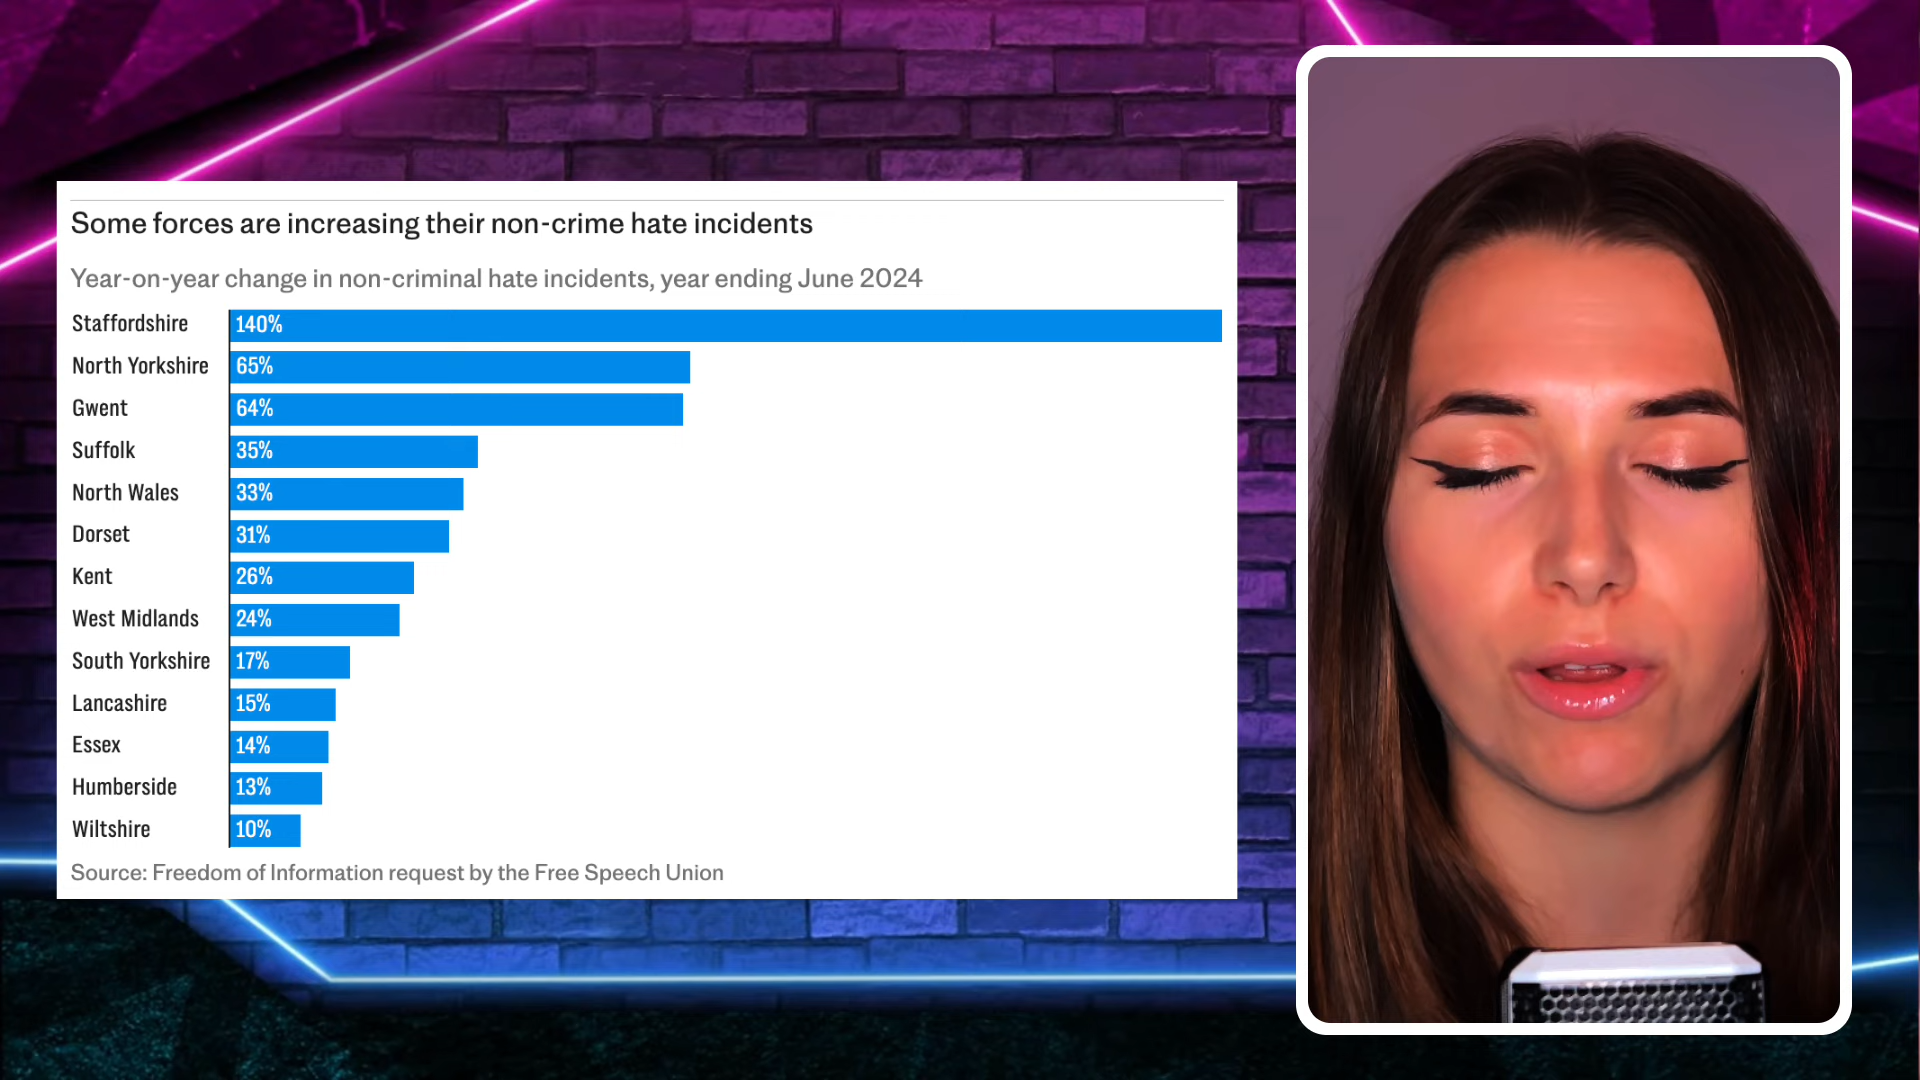 Some forces are increasing their non-crime hate incidents
Year-on-year change in non-criminal hate incidents, year ending June 2024
Staffordshire 140%
North Yorkshire 65%
Gwent 64%
Suffolk 35%
North Wales 33%
Dorset 31%
Kent 26%
West Midlands 24%
South Yorkshire 17%
Lancashire 15%
Essex 14%
Humberside 13%
Wiltshire 10%
Source: Freedom of Information request by the Free Speech Union